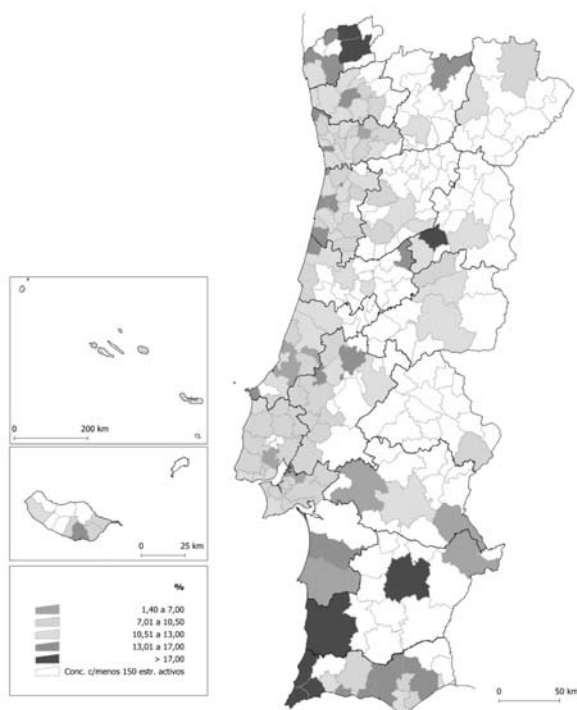 0 200 km
0 25 km
%
1,40 a 7,00
7,01 a 10,50
10,51 a 13,00
13,01 a 17,00
> 17,00
Conc. c/menos 150 estr. activos
0 50 km